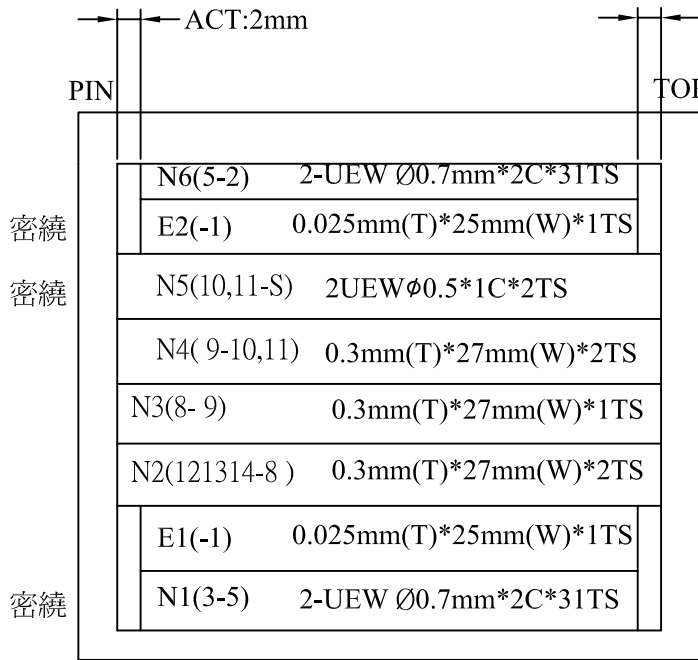 ACT:2mm
PIN TOP
N6(5-2) 2-UEW Ø0.7mm*2C*31TS
密繞 E2(-1) 0.025mm(T)*25mm(W)*1TS
密繞 N5(10,11-S) 2UEWϕ0.5*1C*2TS
N4( 9-10,11) 0.3mm(T)*27mm(W)*2TS
N3(8- 9) 0.3mm(T)*27mm(W)*1TS
N2(121314-8 ) 0.3mm(T)*27mm(W)*2TS
E1(-1) 0.025mm(T)*25mm(W)*1TS
密繞 N1(3-5) 2-UEW Ø0.7mm*2C*31TS